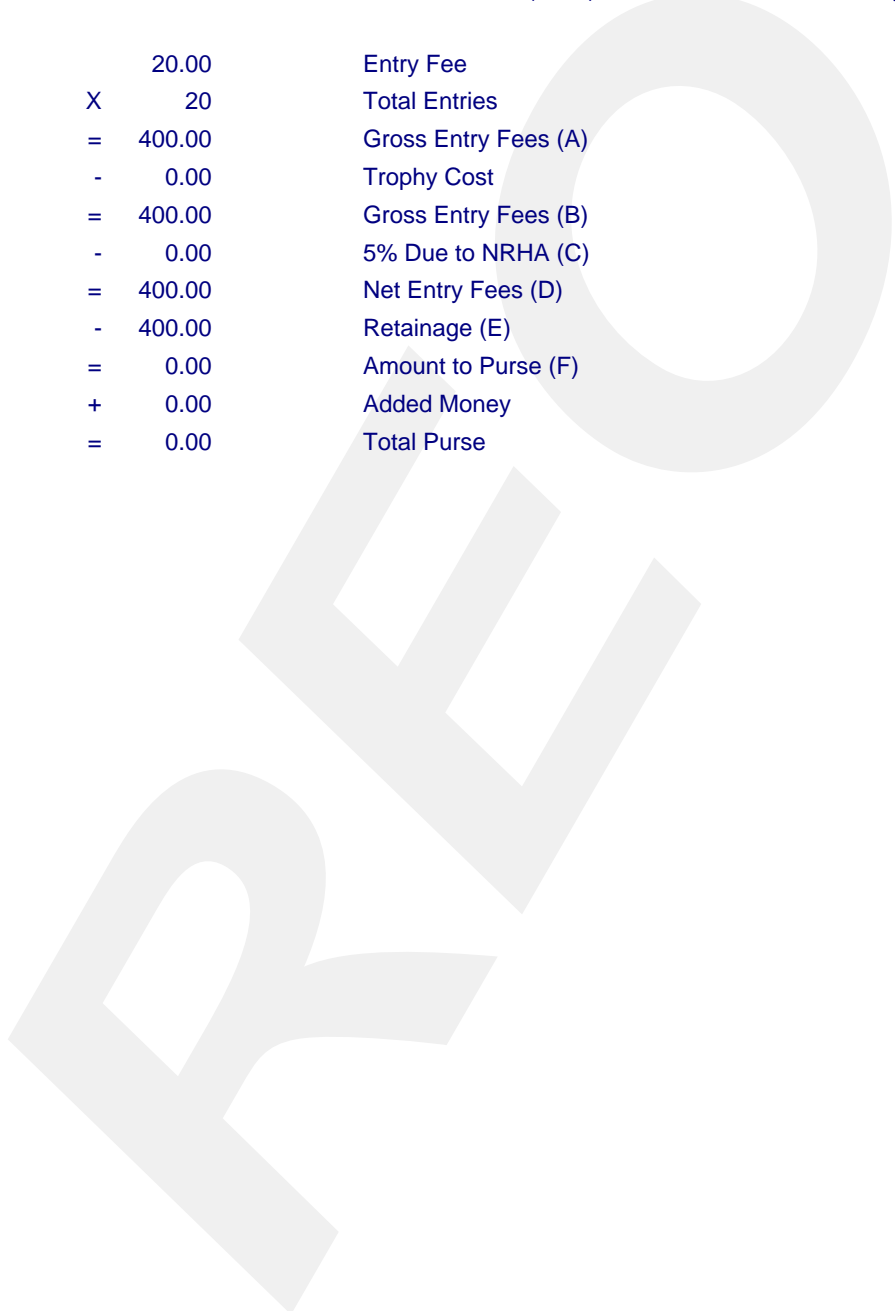 20.00 Entry Fee
X 20 Total Entries
= 400.00 Gross Entry Fees (A)
- 0.00 Trophy Cost
= 400.00 Gross Entry Fees (B)
- 0.00 5% Due to NRHA (C)
= 400.00 Net Entry Fees (D)
- 400.00 Retainage (E)
= 0.00 Amount to Purse (F)
+ 0.00 Added Money
= 0.00 Total Purse
REO